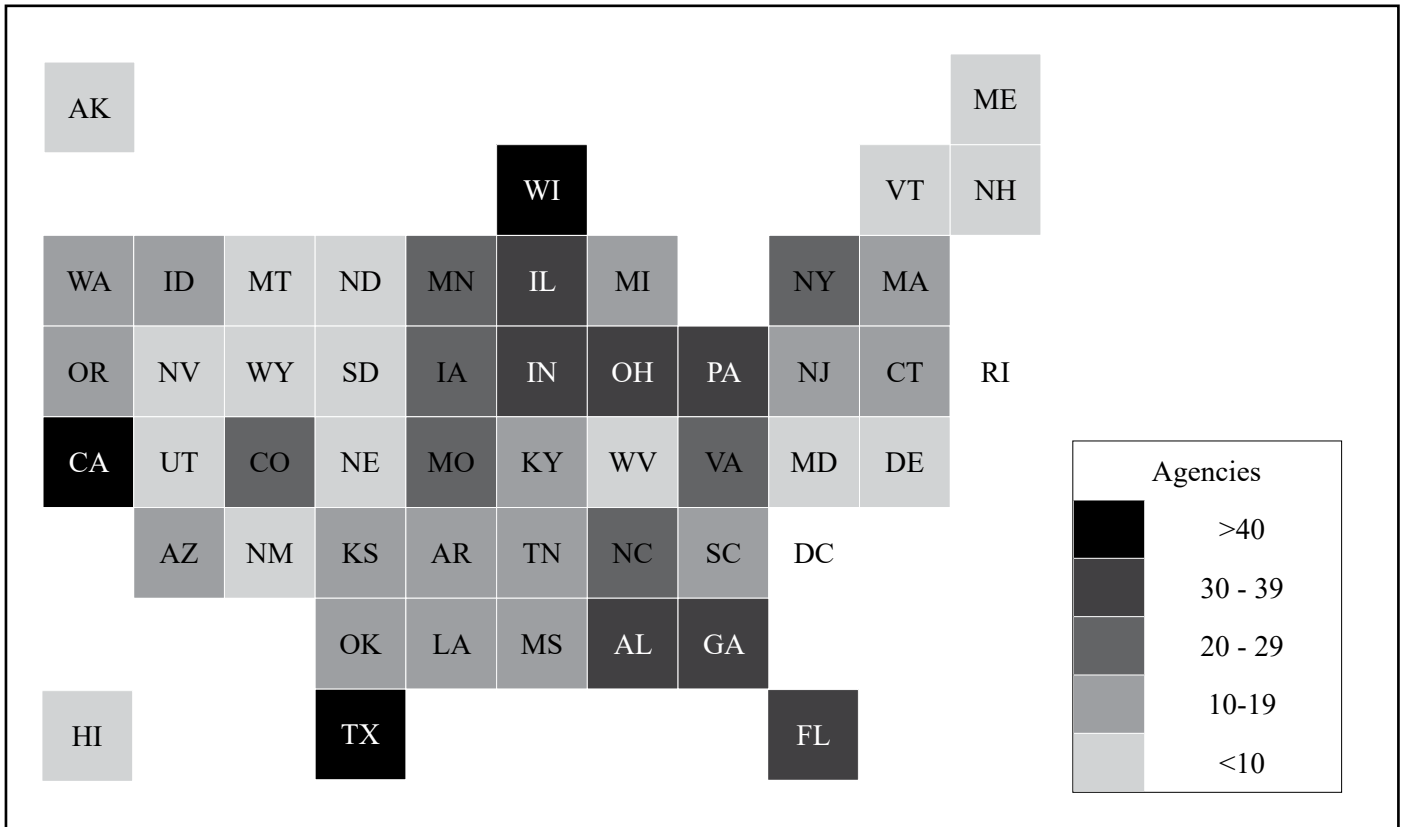 AK
ME
WI
VT
NH
WA
ID
MT
ND
MN
IL
MI
NY
MA
OR
NV
WY
SD
IA
IN
OH
PA
NJ
CT
RI
CA
UT
CO
NE
MO
KY
WV
VA
MD
DE
AZ
NM
KS
AR
TN
NC
SC
DC
OK
LA
MS
AL
GA
HI
TX
FL
Agencies
>40
30 - 39
20 - 29
10-19
<10